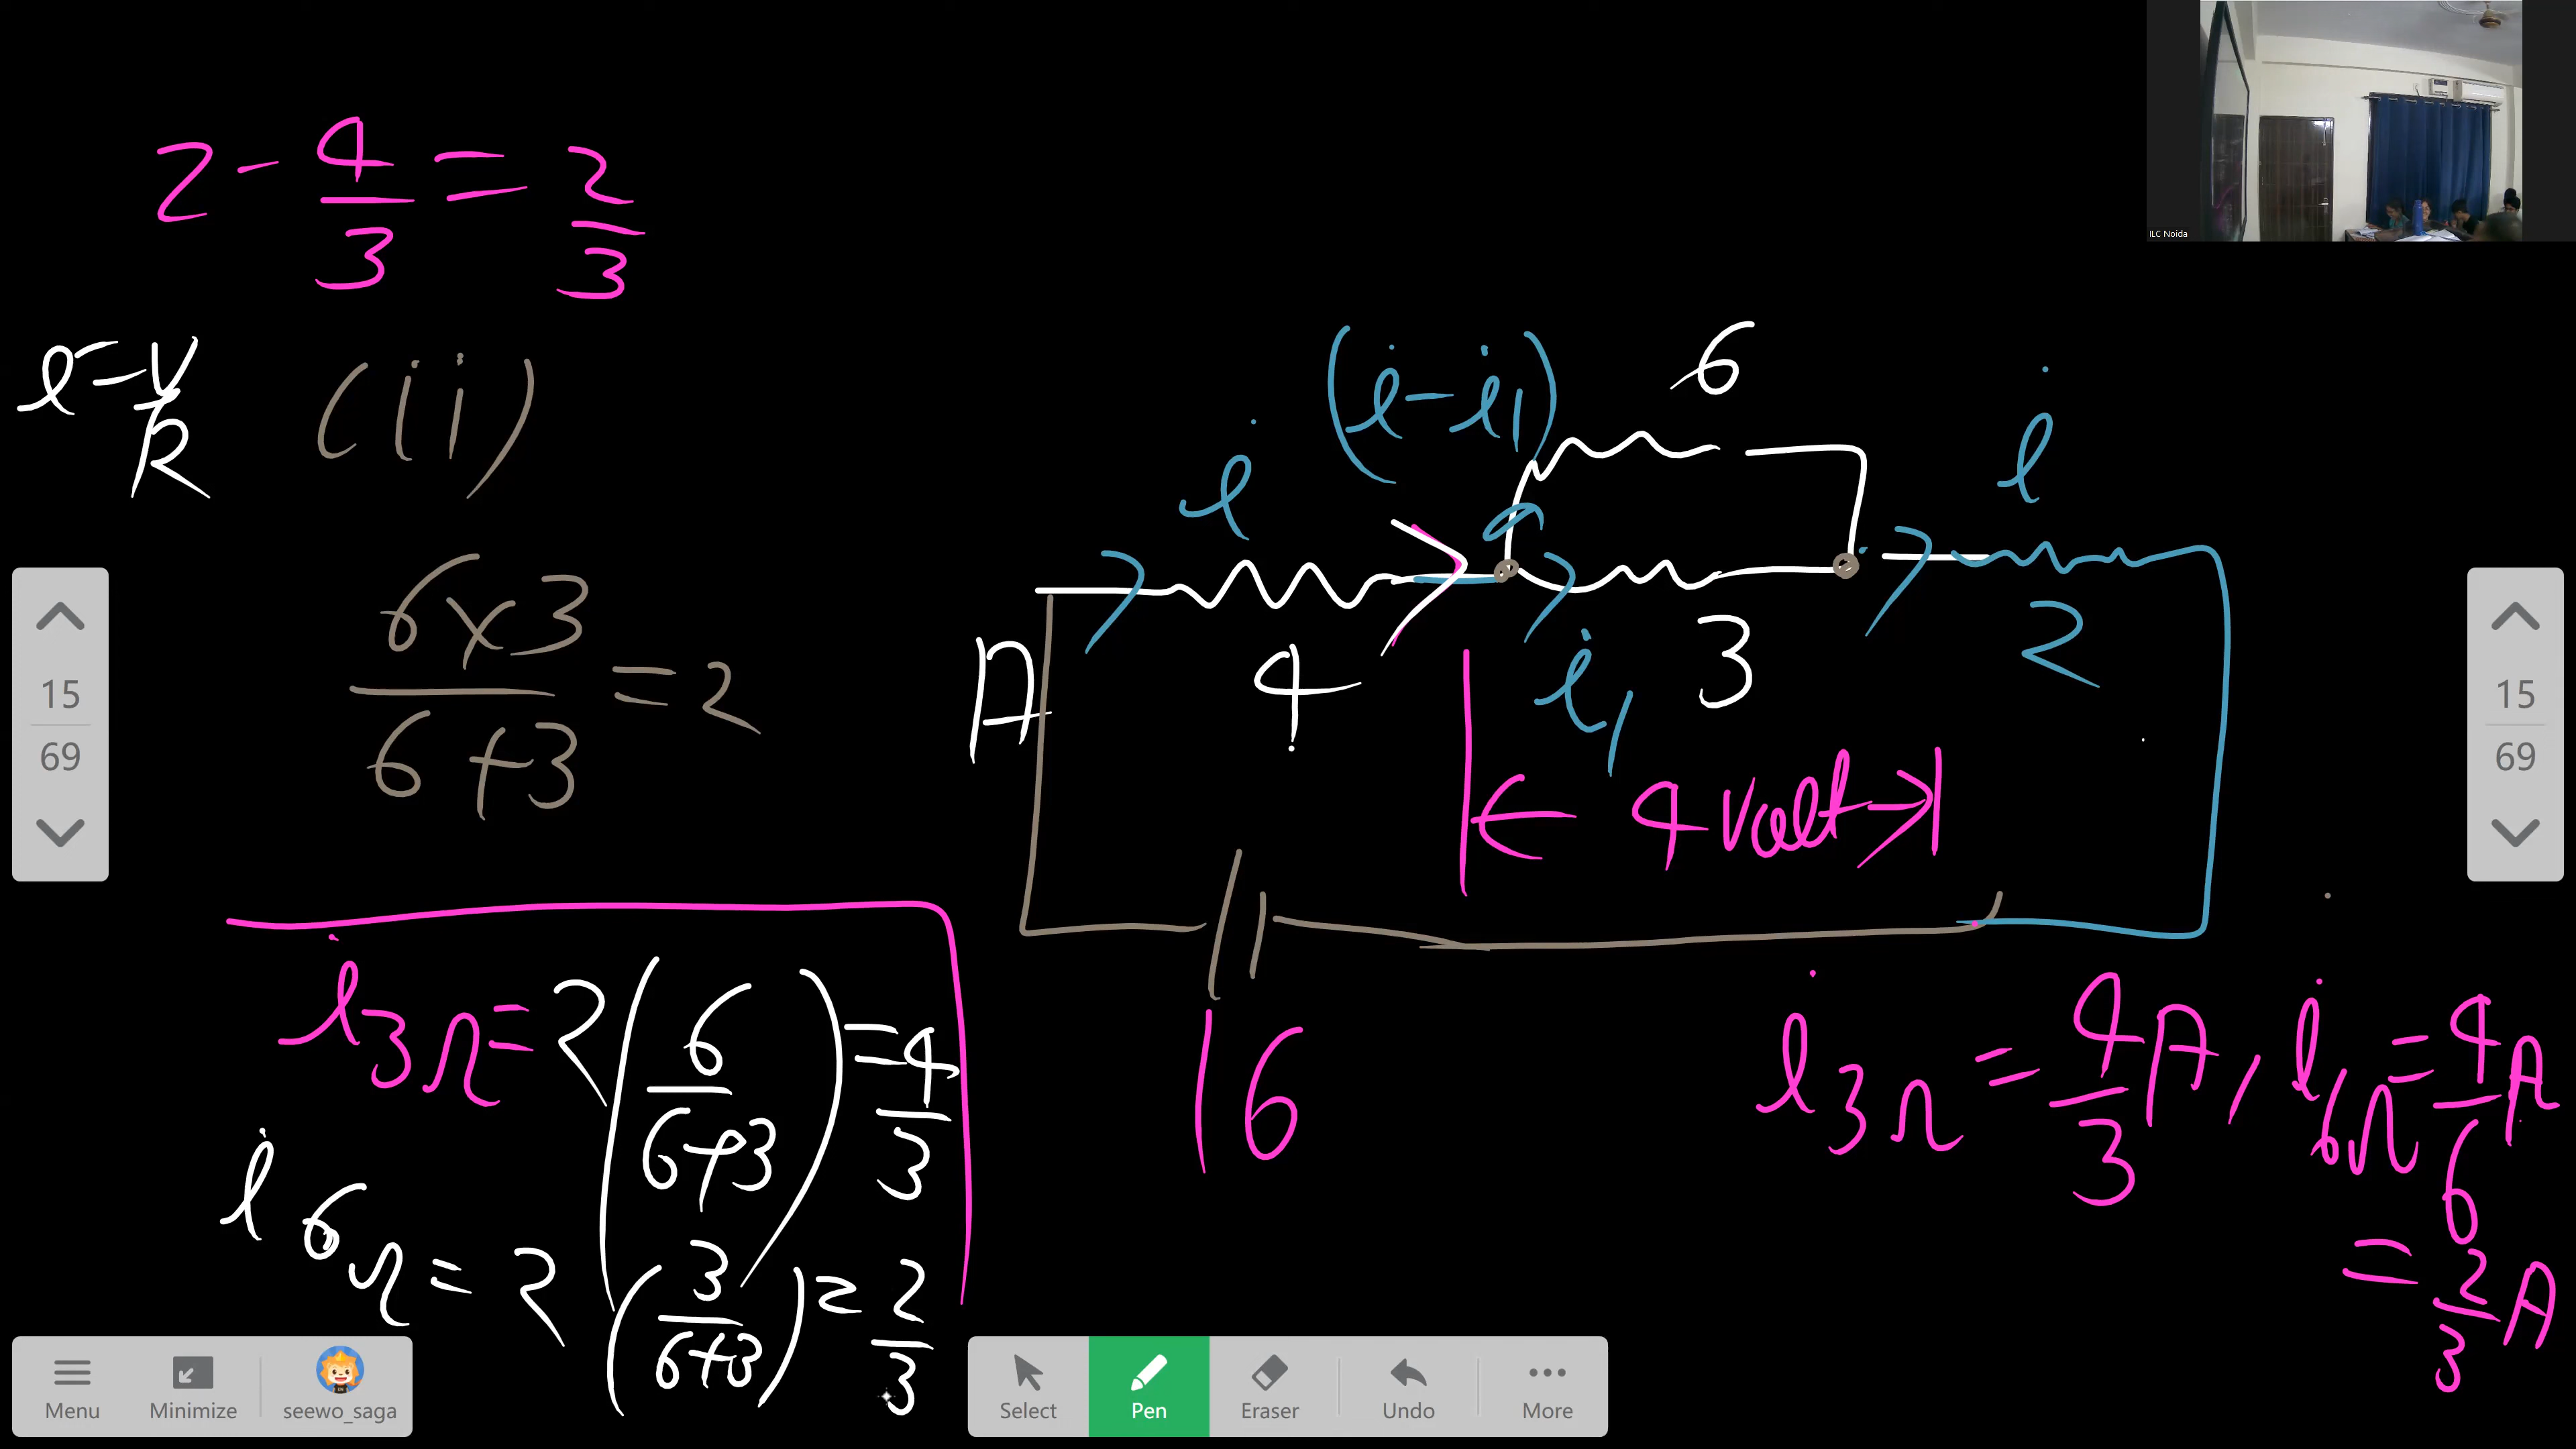 2 - 4/3 = 2/3
i = V/R
(ii)
6×3/6+3 = 2
i
(i - i₁)
6
i
A
4
i₁
3
2
4 volt
16
i3Ω = 2(6/6+3) = 4/3
i6Ω = 2(3/6+3) = 2/3
i3Ω = 4/3 A, i6Ω = 4/6 A
= 2/3 A
ILC Noida
15
69
15
69
Menu
Minimize
seewo_saga
Select
Pen
Eraser
Undo
More